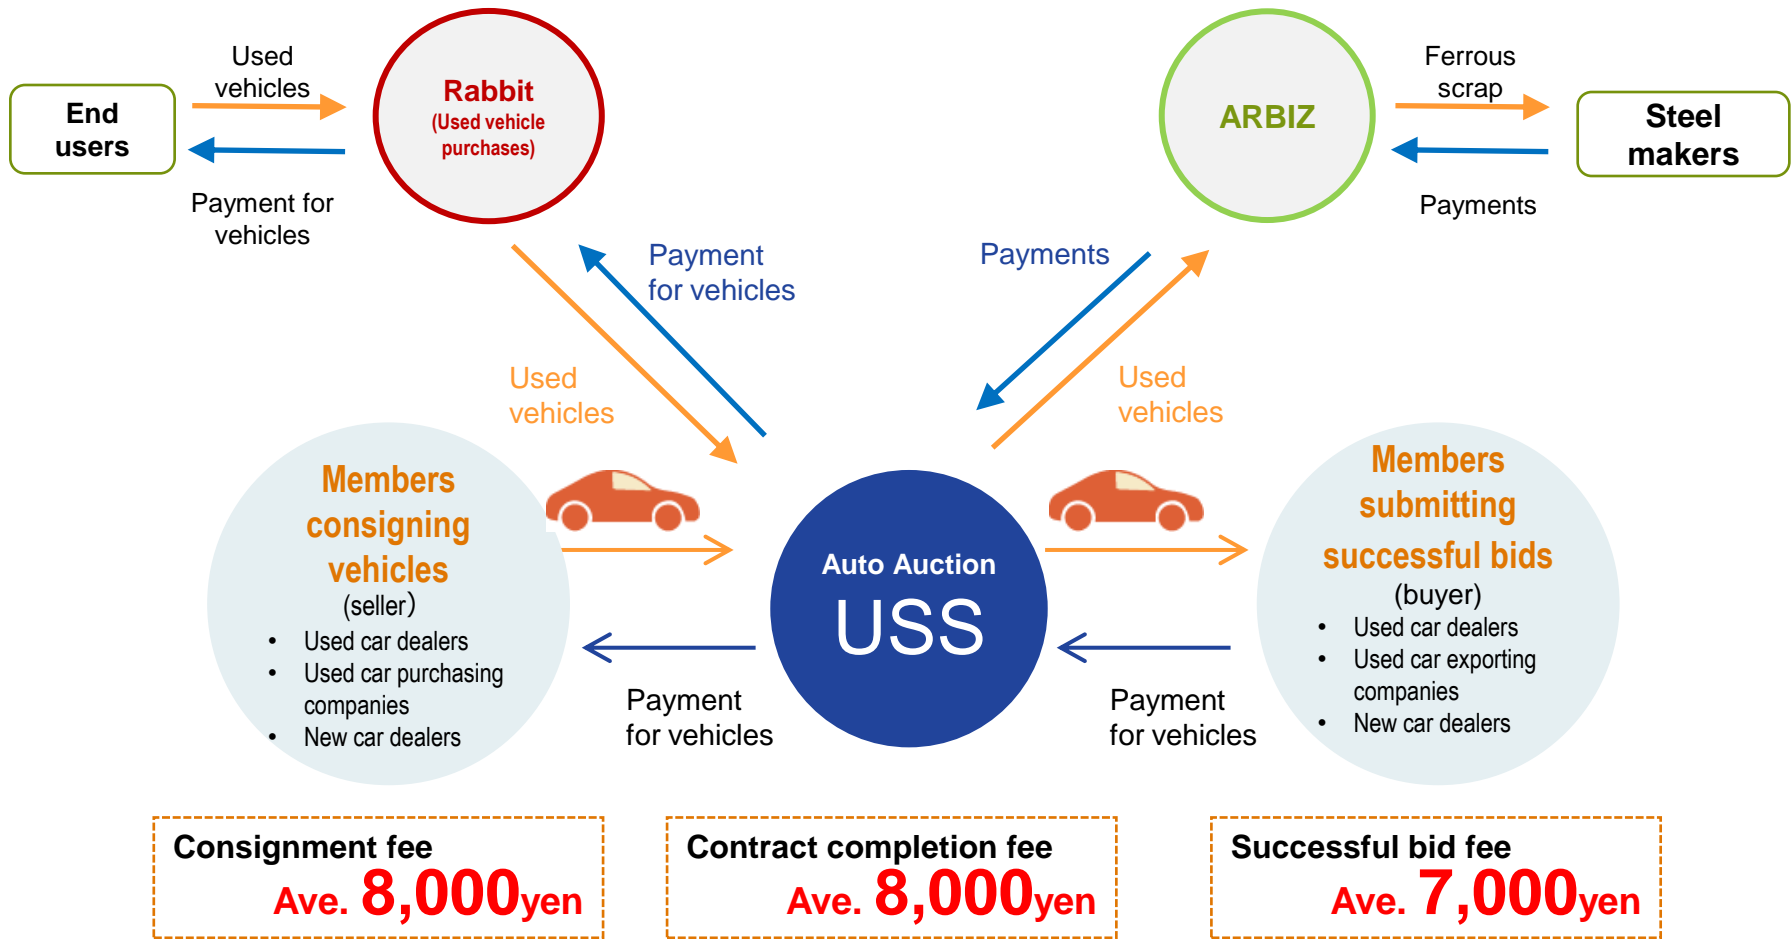 Used
vehicles
End
users
Payment for
vehicles
Rabbit
(Used vehicle
purchases)
ARBIZ
Ferrous
scrap
Steel
makers
Payments
Payment
for vehicles
Payments
Used
vehicles
Used
vehicles
Members
consigning
vehicles
(seller)
• Used car dealers
• Used car purchasing
companies
• New car dealers
Auto Auction
USS
Payment
for vehicles
Payment
for vehicles
Members
submitting
successful bids
(buyer)
• Used car dealers
• Used car exporting
companies
• New car dealers
Consignment fee
Ave. 8,000yen
Contract completion fee
Ave. 8,000yen
Successful bid fee
Ave. 7,000yen